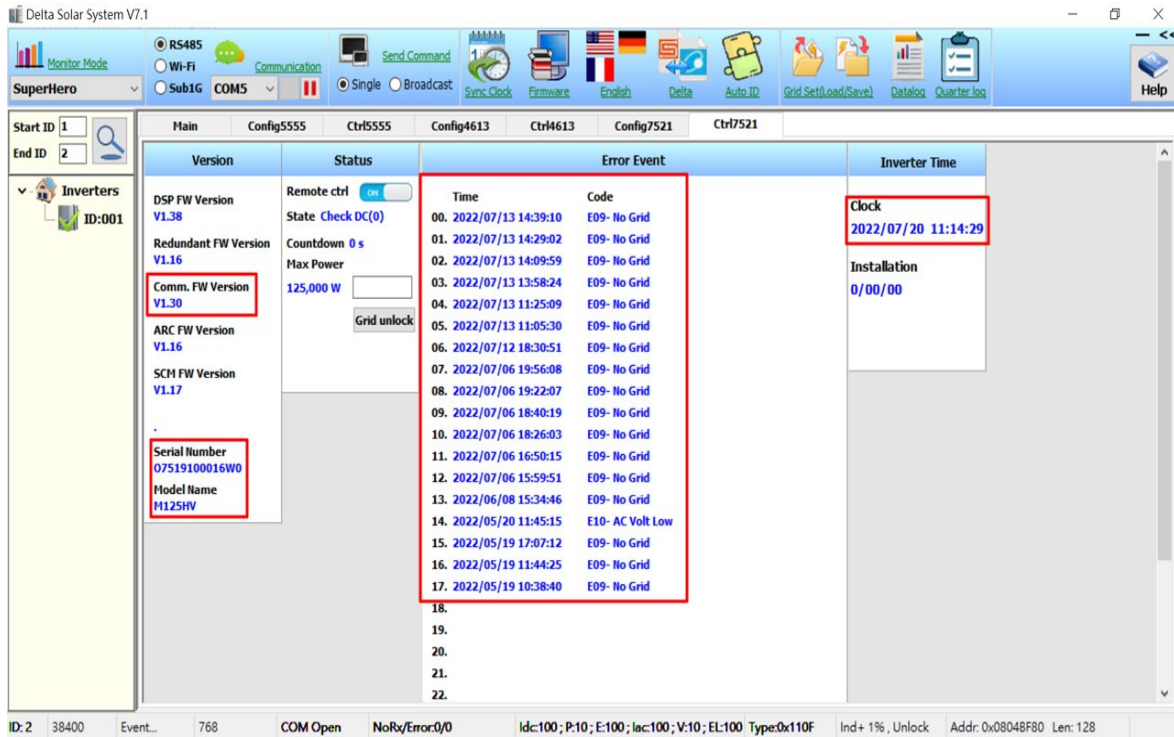 Delta Solar System V7.1
Monitor Mode
SuperHero
RS485
Wi-Fi
Sub1G
COM5
Communication
Send Command
Single Broadcast
Sync Clock
Firmware
English
Delta
Auto ID
Grid Set(Load/Save)
Datalog
Quarter log
Help
Start ID 1
End ID 2
Inverters
ID:001
Main Config5555 Ctrl5555 Config4613 Ctrl4613 Config7521 Ctrl7521
Version
DSP FW Version
V1.38
Redundant FW Version
V1.16
Comm. FW Version
V1.30
ARC FW Version
V1.16
SCM FW Version
V1.17
.
Serial Number
O7519100016W0
Model Name
M125HV
Status
Remote ctrl ON
State Check DC(0)
Countdown 0 s
Max Power
125,000 W
Grid unlock
Error Event
Time Code
00. 2022/07/13 14:39:10 E09- No Grid
01. 2022/07/13 14:29:02 E09- No Grid
02. 2022/07/13 14:09:59 E09- No Grid
03. 2022/07/13 13:58:24 E09- No Grid
04. 2022/07/13 11:25:09 E09- No Grid
05. 2022/07/13 11:05:30 E09- No Grid
06. 2022/07/12 18:30:51 E09- No Grid
07. 2022/07/06 19:56:08 E09- No Grid
08. 2022/07/06 19:22:07 E09- No Grid
09. 2022/07/06 18:40:19 E09- No Grid
10. 2022/07/06 18:26:03 E09- No Grid
11. 2022/07/06 16:50:15 E09- No Grid
12. 2022/07/06 15:59:51 E09- No Grid
13. 2022/06/08 15:34:46 E09- No Grid
14. 2022/05/20 11:45:15 E10- AC Volt Low
15. 2022/05/19 17:07:12 E09- No Grid
16. 2022/05/19 11:44:25 E09- No Grid
17. 2022/05/19 10:38:40 E09- No Grid
18.
19.
20.
21.
22.
Inverter Time
Clock
2022/07/20 11:14:29
Installation
0/00/00
ID: 2 38400 Event... 768 COM Open NoRx/Error:0/0 Idc:100 ; P:10 ; E:100 ; Iac:100 ; V:10 ; EL:100 Type:0x110F Ind+ 1% , Unlock Addr: 0x0804BF80 Len: 128